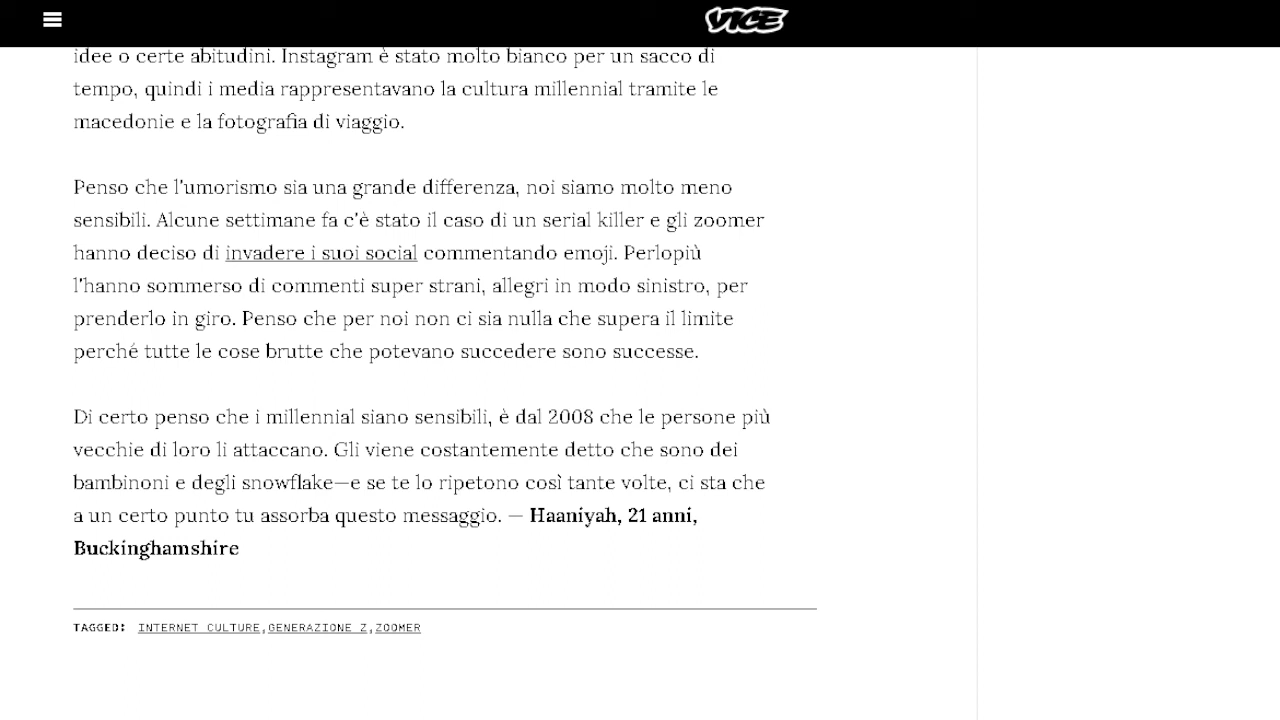 VICE
idee o certe abitudini. Instagram è stato molto bianco per un sacco di
tempo, quindi i media rappresentavano la cultura millennial tramite le
macedonie e la fotografia di viaggio.
Penso che l'umorismo sia una grande differenza, noi siamo molto meno
sensibili. Alcune settimane fa c'è stato il caso di un serial killer e gli zoomer
hanno deciso di invadere i suoi social commentando emoji. Perlopiù
l'hanno sommerso di commenti super strani, allegri in modo sinistro, per
prenderlo in giro. Penso che per noi non ci sia nulla che supera il limite
perché tutte le cose brutte che potevano succedere sono successe.
Di certo penso che i millennial siano sensibili, è dal 2008 che le persone più
vecchie di loro li attaccano. Gli viene costantemente detto che sono dei
bambinoni e degli snowflake—e se te lo ripetono così tante volte, ci sta che
a un certo punto tu assorba questo messaggio. — Haaniyah, 21 anni,
Buckinghamshire
TAGGED: INTERNET CULTURE,GENERAZIONE Z,ZOOMER